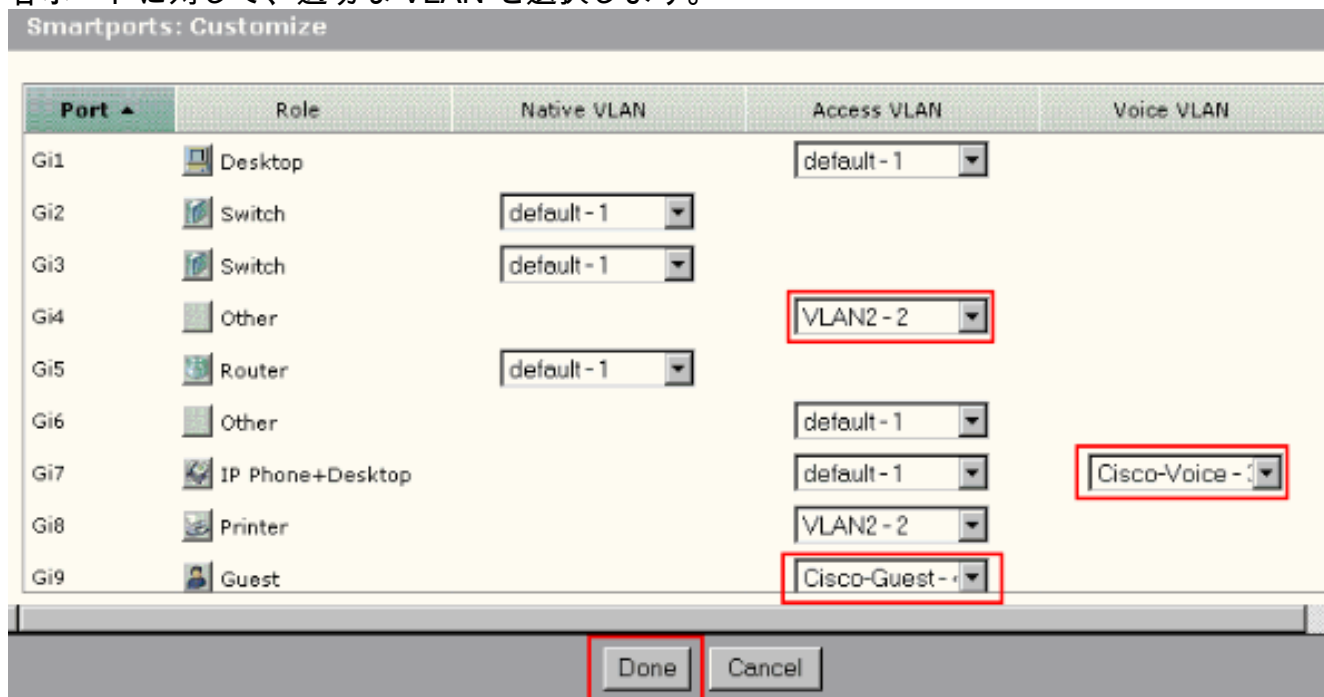 Smartports: Customize
Port Role Native VLAN Access VLAN Voice VLAN
Gi1 Desktop default - 1
Gi2 Switch default - 1
Gi3 Switch default - 1
Gi4 Other VLAN2 - 2
Gi5 Router default - 1
Gi6 Other default - 1
Gi7 IP Phone+Desktop default - 1 Cisco-Voice -
Gi8 Printer VLAN2 - 2
Gi9 Guest Cisco-Guest -
Done Cancel